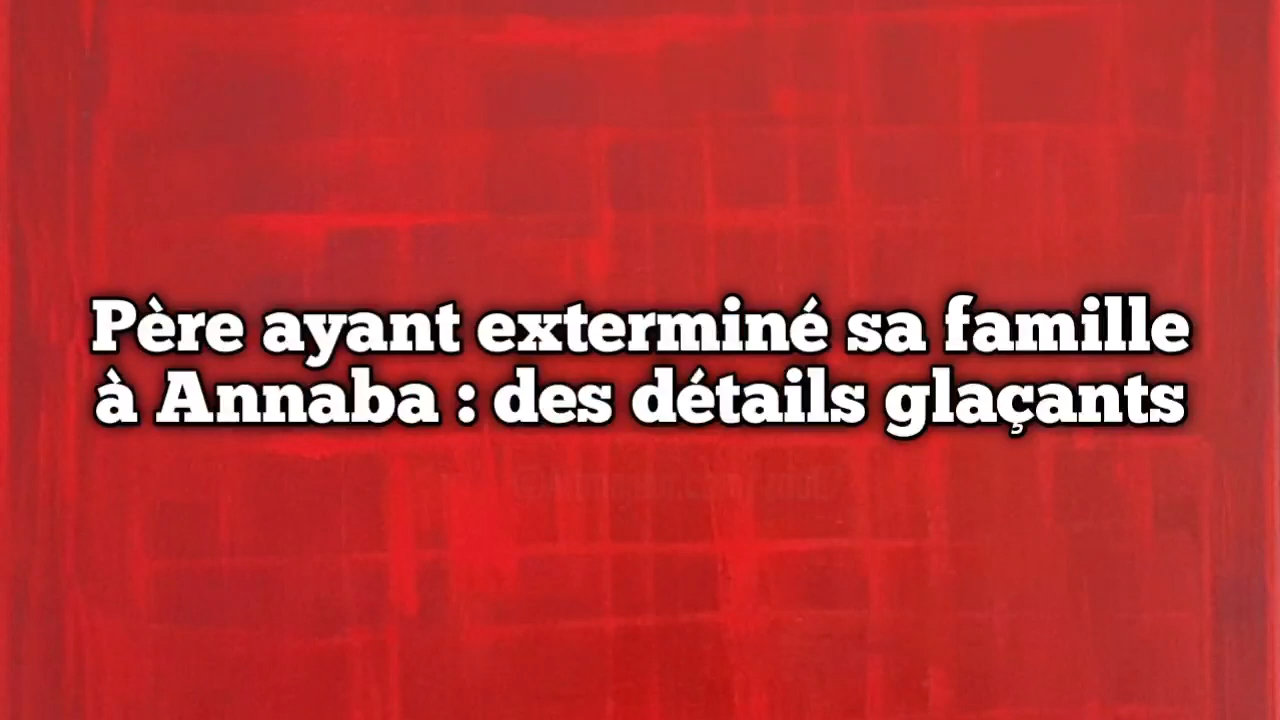 Père ayant exterminé sa famille
à Annaba : des détails glaçants